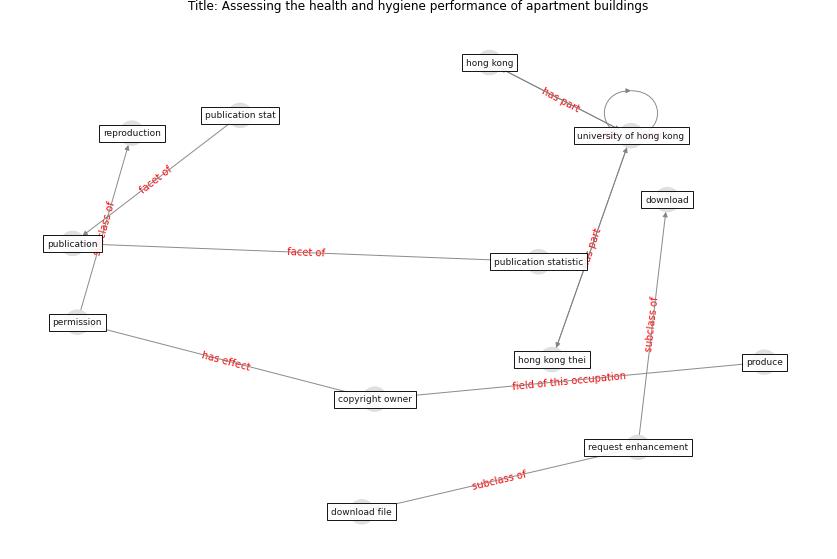 Title: Assessing the health and hygiene performance of apartment buildings
hong kong
has part
publication stat
reproduction
university of hong kong
facet of
download
subclass of
publication
facet of
has part
publication statistic
permission
subclass of
has effect
hong kong thei
produce
field of this occupation
copyright owner
request enhancement
subclass of
download file